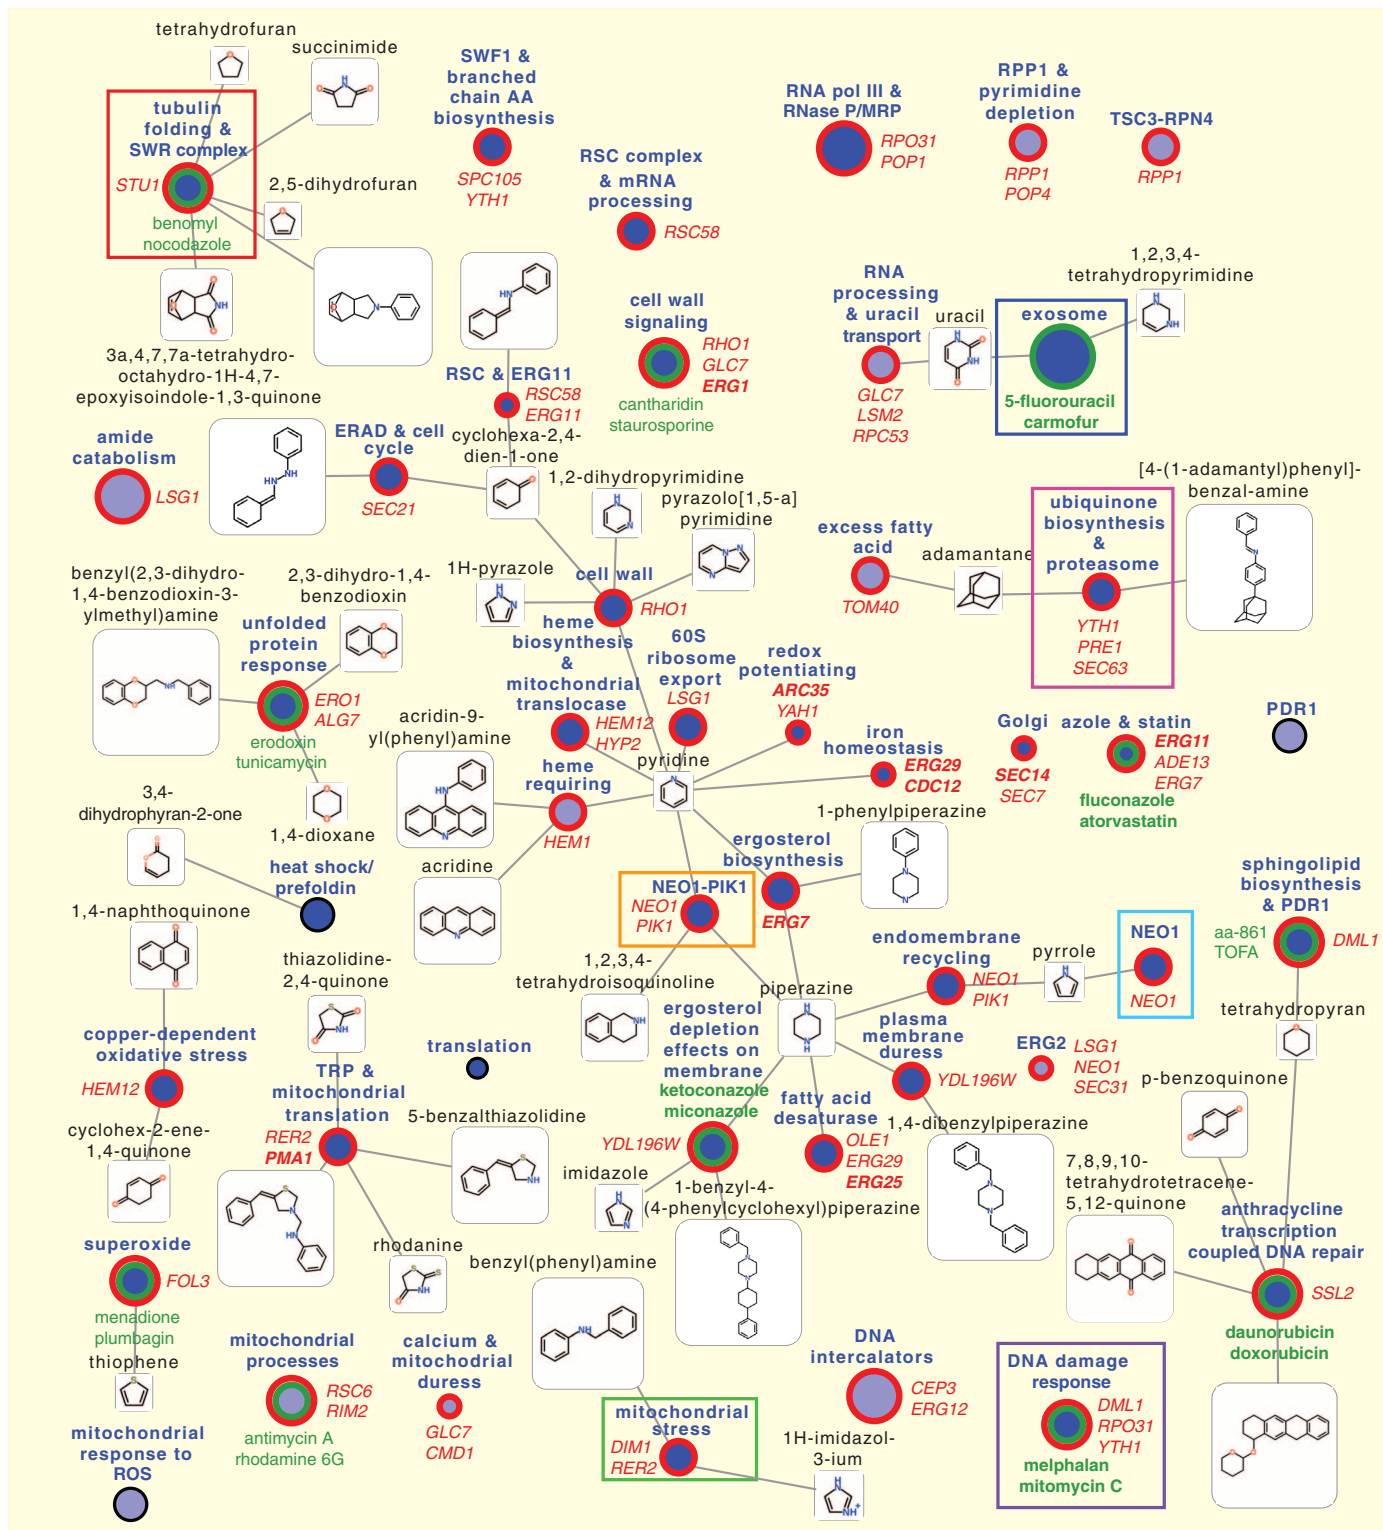 tetrahydrofuran
succinimide
tubulin
folding &
SWR complex
STU1
benomyl
nocodazole
2,5-dihydrofuran
3a,4,7,7a-tetrahydro-
octahydro-1H-4,7-
epoxyisoindole-1,3-quinone
SWF1 &
branched
chain AA
biosynthesis
SPC105
YTH1
RSC complex
& mRNA
processing
RSC58
RNA pol III &
RNase P/MRP
RPO31
POP1
RPP1 &
pyrimidine
depletion
RPP1
POP4
TSC3-RPN4
RPP1
cell wall
signaling
RHO1
GLC7
ERG1
cantharidin
staurosporine
RNA
processing
& uracil
transport
GLC7
LSM2
RPC53
uracil
exosome
5-fluorouracil
carmofur
1,2,3,4-
tetrahydropyrimidine
RSC & ERG11
RSC58
ERG11
amide
catabolism
LSG1
ERAD & cell
cycle
SEC21
cyclohexa-2,4-
dien-1-one
1,2-dihydropyrimidine
pyrazolo[1,5-a]
pyrimidine
1H-pyrazole
cell wall
RHO1
excess fatty
acid
TOM40
adamantane
ubiquinone
biosynthesis
&
proteasome
YTH1
PRE1
SEC63
[4-(1-adamantyl)phenyl]-
benzal-amine
benzyl(2,3-dihydro-
1,4-benzodioxin-3-
ylmethyl)amine
2,3-dihydro-1,4-
benzodioxin
unfolded
protein
response
ERO1
ALG7
erodoxin
tunicamycin
1,4-dioxane
heme
biosynthesis
&
mitochondrial
translocase
HEM12
HYP2
60S
ribosome
export
LSG1
redox
potentiating
ARC35
YAH1
iron
homeostasis
ERG29
CDC12
Golgi
SEC14
SEC7
azole & statin
ERG11
ADE13
ERG7
fluconazole
atorvastatin
PDR1
acridin-9-
yl(phenyl)amine
heme
requiring
HEM1
pyridine
acridine
3,4-
dihydrophyran-2-one
heat shock/
prefoldin
1,4-naphthoquinone
NEO1-PIK1
NEO1
PIK1
ergosterol
biosynthesis
ERG7
1-phenylpiperazine
1,2,3,4-
tetrahydroisoquinoline
piperazine
endomembrane
recycling
NEO1
PIK1
pyrrole
NEO1
NEO1
sphingolipid
biosynthesis
& PDR1
aa-861
TOFA
DML1
tetrahydropyran
thiazolidine-
2,4-quinone
copper-dependent
oxidative stress
HEM12
translation
TRP &
mitochondrial
translation
RER2
PMA1
5-benzalthiazolidine
rhodanine
ergosterol
depletion
effects on
membrane
ketoconazole
miconazole
YDL196W
imidazole
1-benzyl-4-
(4-phenylcyclohexyl)piperazine
fatty acid
desaturase
OLE1
ERG29
ERG25
plasma
membrane
duress
YDL196W
1,4-dibenzylpiperazine
ERG2
LSG1
NEO1
SEC31
p-benzoquinone
7,8,9,10-
tetrahydrotetracene-
5,12-quinone
anthracycline
transcription
coupled DNA repair
SSL2
daunorubicin
doxorubicin
cyclohex-2-ene-
1,4-quinone
superoxide
FOL3
menadione
plumbagin
thiophene
mitochondrial
response to
ROS
mitochondrial
processes
RSC6
RIM2
antimycin A
rhodamine 6G
calcium &
mitochodrial
duress
GLC7
CMD1
benzyl(phenyl)amine
mitochondrial
stress
DIM1
RER2
1H-imidazol-
3-ium
DNA
intercalators
CEP3
ERG12
DNA damage
response
DML1
RPO31
YTH1
melphalan
mitomycin C